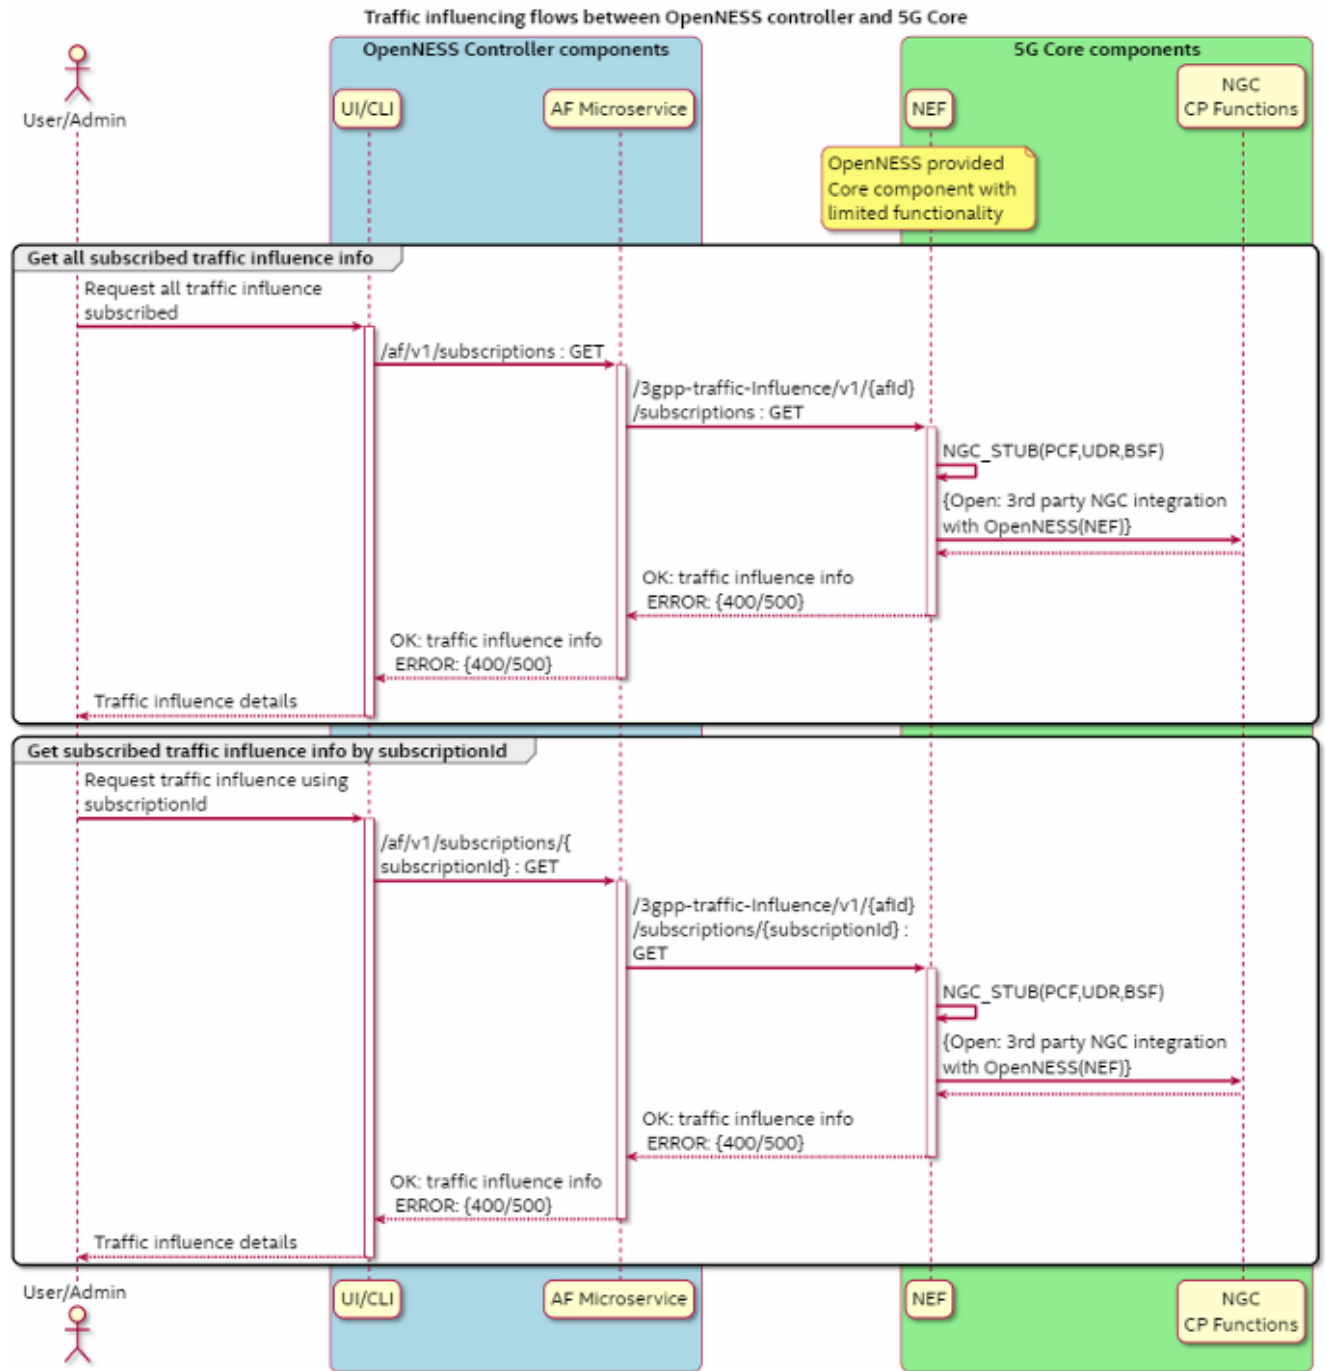 Traffic influencing flows between OpenNESS controller and 5G Core
OpenNESS Controller components
5G Core components
User/Admin
UI/CLI
AF Microservice
NEF
NGC
CP Functions
OpenNESS provided
Core component with
limited functionality
Get all subscribed traffic influence info
Request all traffic influence
subscribed
/af/v1/subscriptions : GET
/3gpp-traffic-Influence/v1/{afId}
/subscriptions : GET
NGC_STUB(PCF,UDR,BSF)
{Open: 3rd party NGC integration
with OpenNESS(NEF)}
OK: traffic influence info
ERROR: {400/500}
OK: traffic influence info
ERROR: {400/500}
Traffic influence details
Get subscribed traffic influence info by subscriptionId
Request traffic influence using
subscriptionId
/af/v1/subscriptions/{
subscriptionId} : GET
/3gpp-traffic-Influence/v1/{afId}
/subscriptions/{subscriptionId} :
GET
NGC_STUB(PCF,UDR,BSF)
{Open: 3rd party NGC integration
with OpenNESS(NEF)}
OK: traffic influence info
ERROR: {400/500}
OK: traffic influence info
ERROR: {400/500}
Traffic influence details
User/Admin
UI/CLI
AF Microservice
NEF
NGC
CP Functions